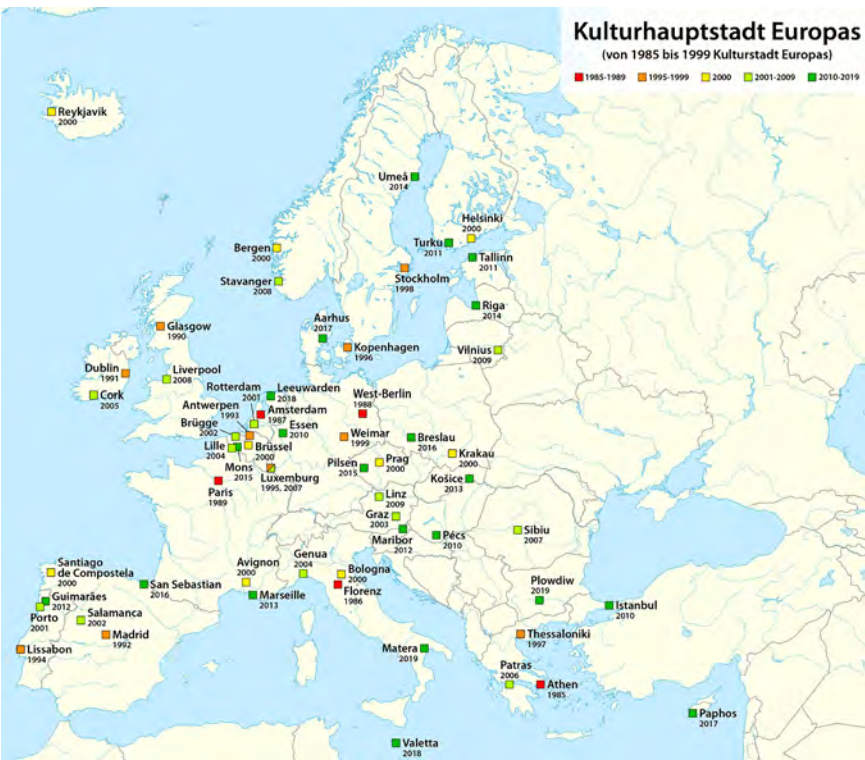 Kulturhauptstadt Europas
(von 1985 bis 1999 Kulturstadt Europas)
1985-1989 1995-1999 2000 2001-2009 2010-2019
Reykjavik
2000
Umeå
2014
Helsinki
2000
Turku
2011
Tallinn
2011
Bergen
2000
Stavanger
2008
Stockholm
1998
Riga
2014
Aarhus
2017
Glasgow
1990
Kopenhagen
1996
Vilnius
2009
Dublin
1991
Liverpool
2008
Cork
2005
Rotterdam
2001
Leeuwarden
2018
West-Berlin
1988
Antwerpen
1993
Amsterdam
1987
Brügge
2002
Essen
2010
Weimar
1999
Breslau
2016
Lille
2004
Brüssel
2000
Krakau
2000
Mons
2015
Luxemburg
1995, 2007
Pilsen
2015
Prag
2000
Košice
2013
Paris
1989
Linz
2009
Graz
2003
Maribor
2012
Pécs
2010
Sibiu
2007
Santiago
de Compostela
2000
San Sebastian
2016
Avignon
2000
Genua
2004
Bologna
2000
Florenz
1986
Marseille
2013
Plowdiw
2019
Istanbul
2010
Guimarães
2012
Porto
2001
Salamanca
2002
Madrid
1992
Lissabon
1994
Matera
2019
Thessaloniki
1997
Patras
2006
Athen
1985
Paphos
2017
Valetta
2018